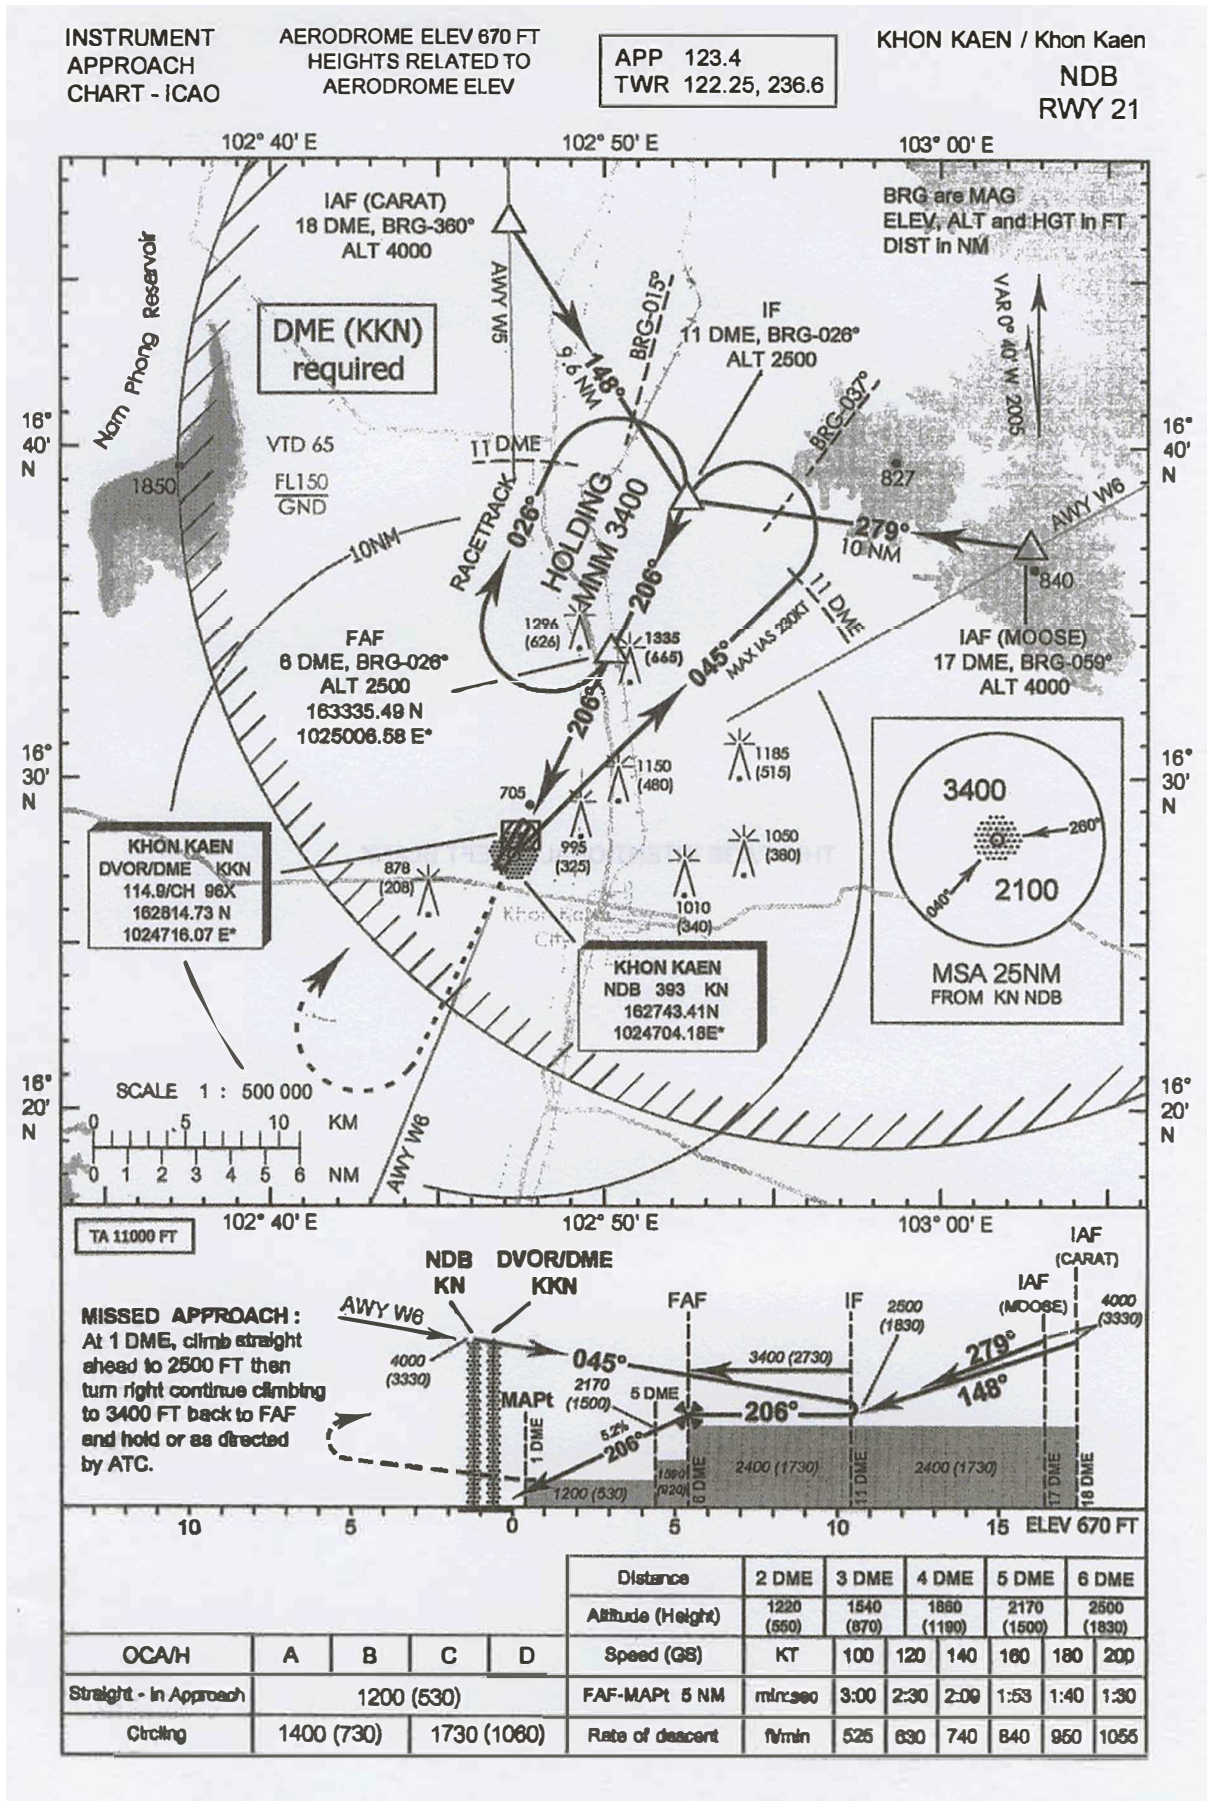 INSTRUMENT
APPROACH
CHART - ICAO
AERODROME ELEV 670 FT
HEIGHTS RELATED TO
AERODROME ELEV
APP 123.4
TWR 122.25, 236.6
KHON KAEN / Khon Kaen
NDB
RWY 21
102° 40' E
102° 50' E
103° 00' E
IAF (CARAT)
18 DME, BRG-360°
ALT 4000
BRG are MAG
ELEV, ALT and HGT in FT
DIST in NM
Nam Phong Reservoir
DME (KKN)
required
AWY W5
148°
9.6 NM
BRG-015°
IF
11 DME, BRG-026°
ALT 2500
VAR 0° 40' W 2005
BRG-037°
16°
40'
N
16°
40'
N
VTD 65
FL150
GND
1850
11 DME
RACETRACK
026°
HOLDING
MNM 3400
827
AWY W6
279°
10 NM
840
10NM
206°
11 DME
1296
(626)
1335
(665)
045°
MAX IAS 230KT
FAF
6 DME, BRG-026°
ALT 2500
163335.49 N
1025006.58 E*
IAF (MOOSE)
17 DME, BRG-059°
ALT 4000
206°
16°
30'
N
16°
30'
N
705
1150
(480)
1185
(515)
995
(325)
1050
(380)
878
(208)
1010
(340)
KHON KAEN
DVOR/DME KKN
114.9/CH 96X
162814.73 N
1024716.07 E*
Khon Kaen
City
KHON KAEN
NDB 393 KN
162743.41N
1024704.18E*
3400
260°
2100
040°
MSA 25NM
FROM KN NDB
16°
20'
N
16°
20'
N
SCALE 1 : 500 000
0 5 10 KM
0 1 2 3 4 5 6 NM
AWY W6
102° 40' E
102° 50' E
103° 00' E
TA 11000 FT
MISSED APPROACH :
At 1 DME, climb straight
ahead to 2500 FT then
turn right continue climbing
to 3400 FT back to FAF
and hold or as directed
by ATC.
NDB
KN
DVOR/DME
KKN
AWY W6
4000
(3330)
045°
FAF
IF
IAF
(MOOSE)
IAF
(CARAT)
2500
(1830)
4000
(3330)
3400 (2730)
279°
148°
2170
(1500)
5 DME
MAPt
1 DME
5.2%
206°
206°
1200 (530)
1590
(920)
6 DME
2400 (1730)
11 DME
2400 (1730)
17 DME
18 DME
10 5 0 5 10 15 ELEV 670 FT
Distance 2 DME 3 DME 4 DME 5 DME 6 DME
Altitude (Height) 1220 (550) 1540 (870) 1860 (1190) 2170 (1500) 2500 (1830)
OCA/H A B C D
Speed (GS) KT 100 120 140 160 180 200
Straight - In Approach 1200 (530)
FAF-MAPt 5 NM min:sec 3:00 2:30 2:09 1:53 1:40 1:30
Circling 1400 (730) 1730 (1060)
Rate of descent ft/min 525 630 740 840 950 1055